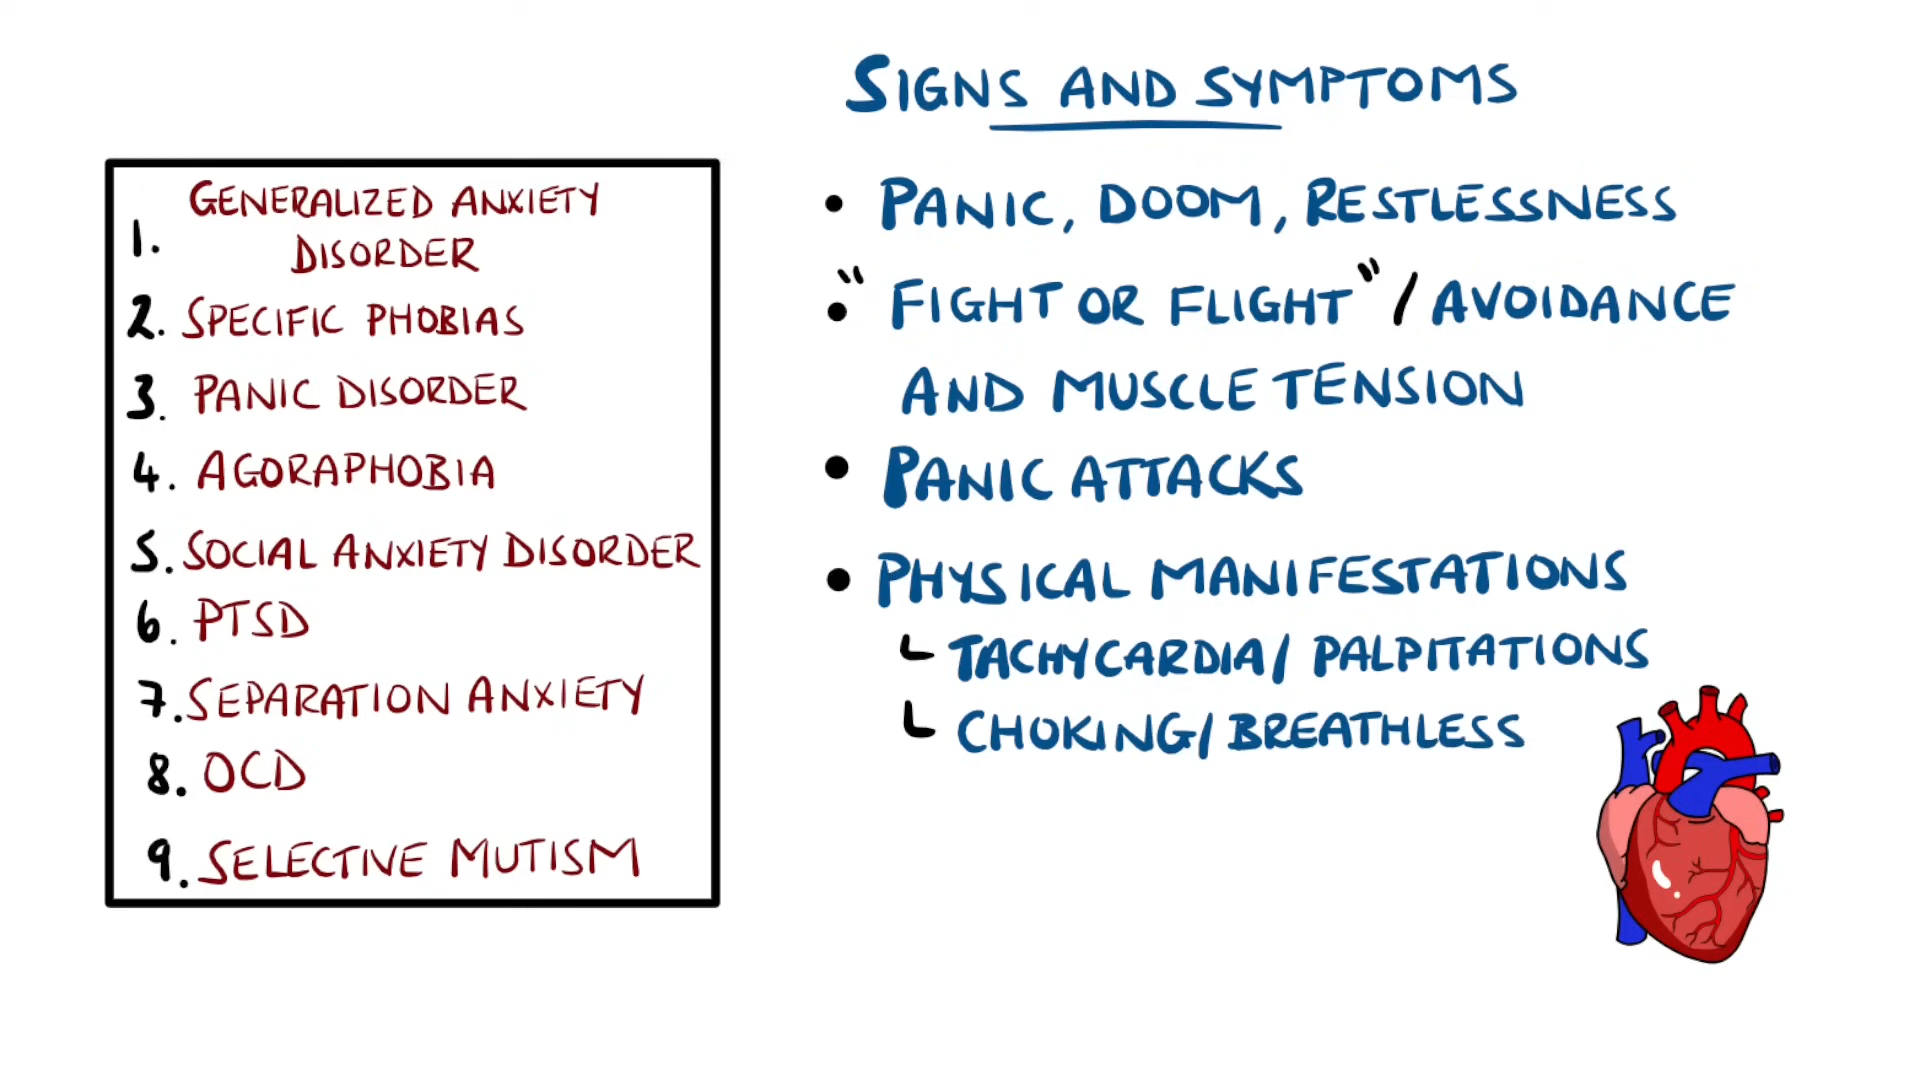 SIGNS AND SYMPTOMS
1. GENERALIZED ANXIETY
DISORDER
2. SPECIFIC PHOBIAS
3. PANIC DISORDER
4. AGORAPHOBIA
5. SOCIAL ANXIETY DISORDER
6. PTSD
7. SEPARATION ANXIETY
8. OCD
9. SELECTIVE MUTISM
• PANIC, DOOM, RESTLESSNESS
• "FIGHT OR FLIGHT" / AVOIDANCE
AND MUSCLE TENSION
• PANIC ATTACKS
• PHYSICAL MANIFESTATIONS
TACHYCARDIA/ PALPITATIONS
CHOKING/ BREATHLESS